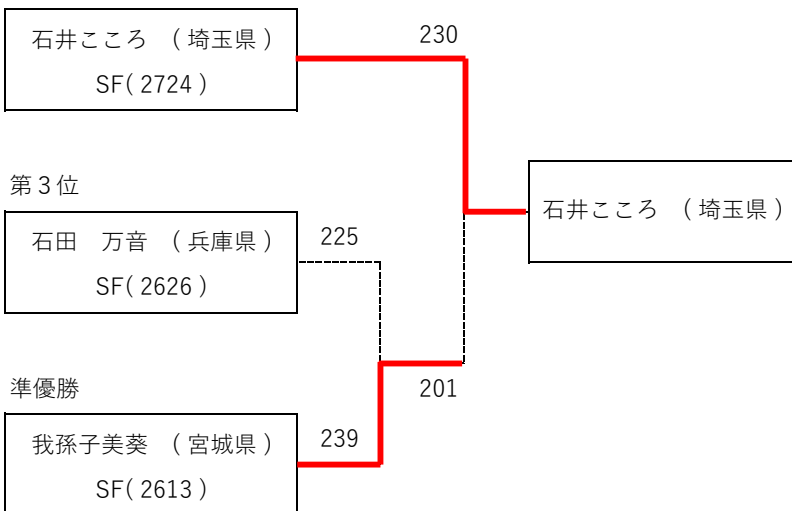 石井こころ （埼玉県）
SF(2724)
230
第３位
石田　万音 （兵庫県）
SF(2626)
225
石井こころ （埼玉県）
準優勝
201
我孫子美葵 （宮城県）
SF(2613)
239